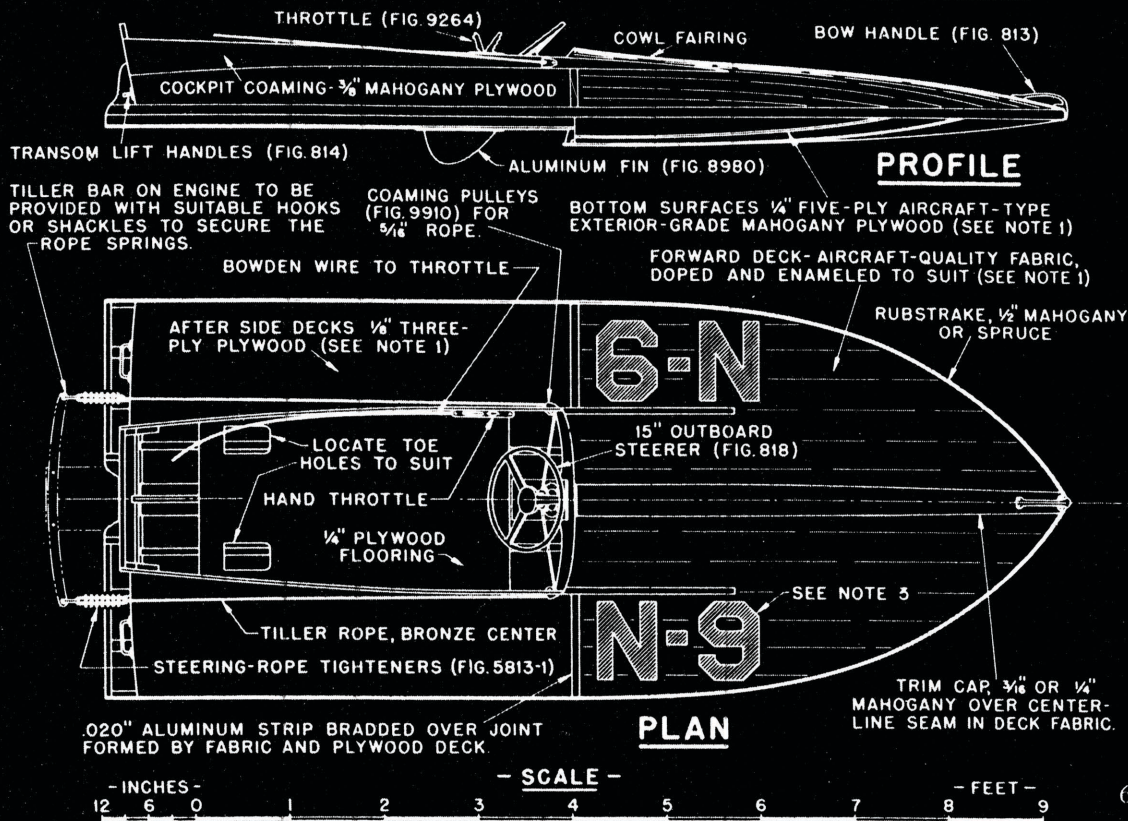 THROTTLE (FIG. 9264)
COWL FAIRING
BOW HANDLE (FIG. 813)
COCKPIT COAMING-3/8" MAHOGANY PLYWOOD
TRANSOM LIFT HANDLES (FIG. 814)
ALUMINUM FIN (FIG. 8980)
PROFILE
TILLER BAR ON ENGINE TO BE
PROVIDED WITH SUITABLE HOOKS
OR SHACKLES TO SECURE THE
ROPE SPRINGS.
COAMING PULLEYS
(FIG. 9910) FOR
5/16" ROPE.
BOTTOM SURFACES 1/4" FIVE-PLY AIRCRAFT-TYPE
EXTERIOR-GRADE MAHOGANY PLYWOOD (SEE NOTE 1)
BOWDEN WIRE TO THROTTLE
FORWARD DECK-AIRCRAFT-QUALITY FABRIC,
DOPED AND ENAMELED TO SUIT (SEE NOTE 1)
RUBSTRAKE, 1/2" MAHOGANY
OR SPRUCE
AFTER SIDE DECKS 1/8" THREE-
PLY PLYWOOD (SEE NOTE 1)
N-9
15" OUTBOARD
STEERER (FIG. 818)
LOCATE TOE
HOLES TO SUIT
HAND THROTTLE
1/4" PLYWOOD
FLOORING
SEE NOTE 3
N-9
TILLER ROPE, BRONZE CENTER
STEERING-ROPE TIGHTENERS (FIG. 5813-1)
TRIM CAP, 3/16 OR 1/4"
MAHOGANY OVER CENTER-
LINE SEAM IN DECK FABRIC.
.020" ALUMINUM STRIP BRADDED OVER JOINT
FORMED BY FABRIC AND PLYWOOD DECK.
PLAN
- SCALE -
- INCHES -
- FEET -
12 6 0 1 2 3 4 5 6 7 8 9